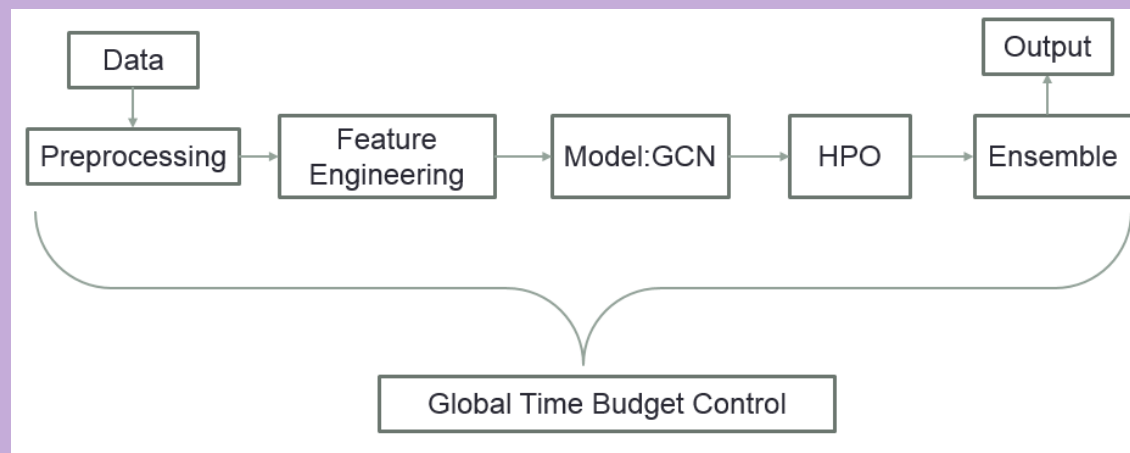 Data
Output
Preprocessing
Feature
Engineering
Model:GCN
HPO
Ensemble
Global Time Budget Control